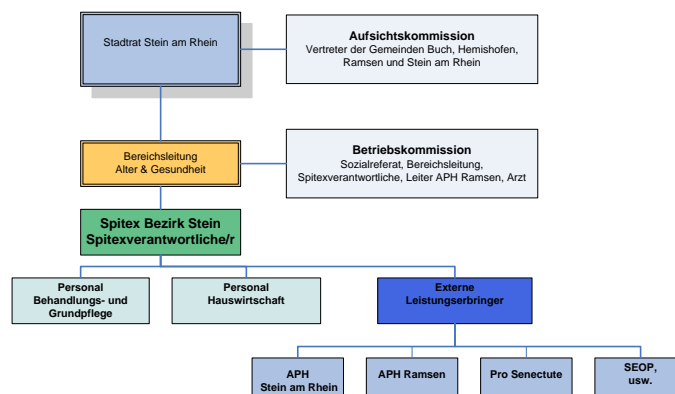 Stadtrat Stein am Rhein
Aufsichtskommission
Vertreter der Gemeinden Buch, Hemishofen,
Ramsen und Stein am Rhein
Bereichsleitung
Alter & Gesundheit
Betriebskommission
Sozialreferat, Bereichsleitung,
Spitexverantwortliche, Leiter APH Ramsen, Arzt
Spitex Bezirk Stein
Spitexverantwortliche/r
Personal
Behandlungs- und
Grundpflege
Personal
Hauswirtschaft
Externe
Leistungserbringer
APH
Stein am Rhein
APH Ramsen
Pro Senectute
SEOP,
usw.